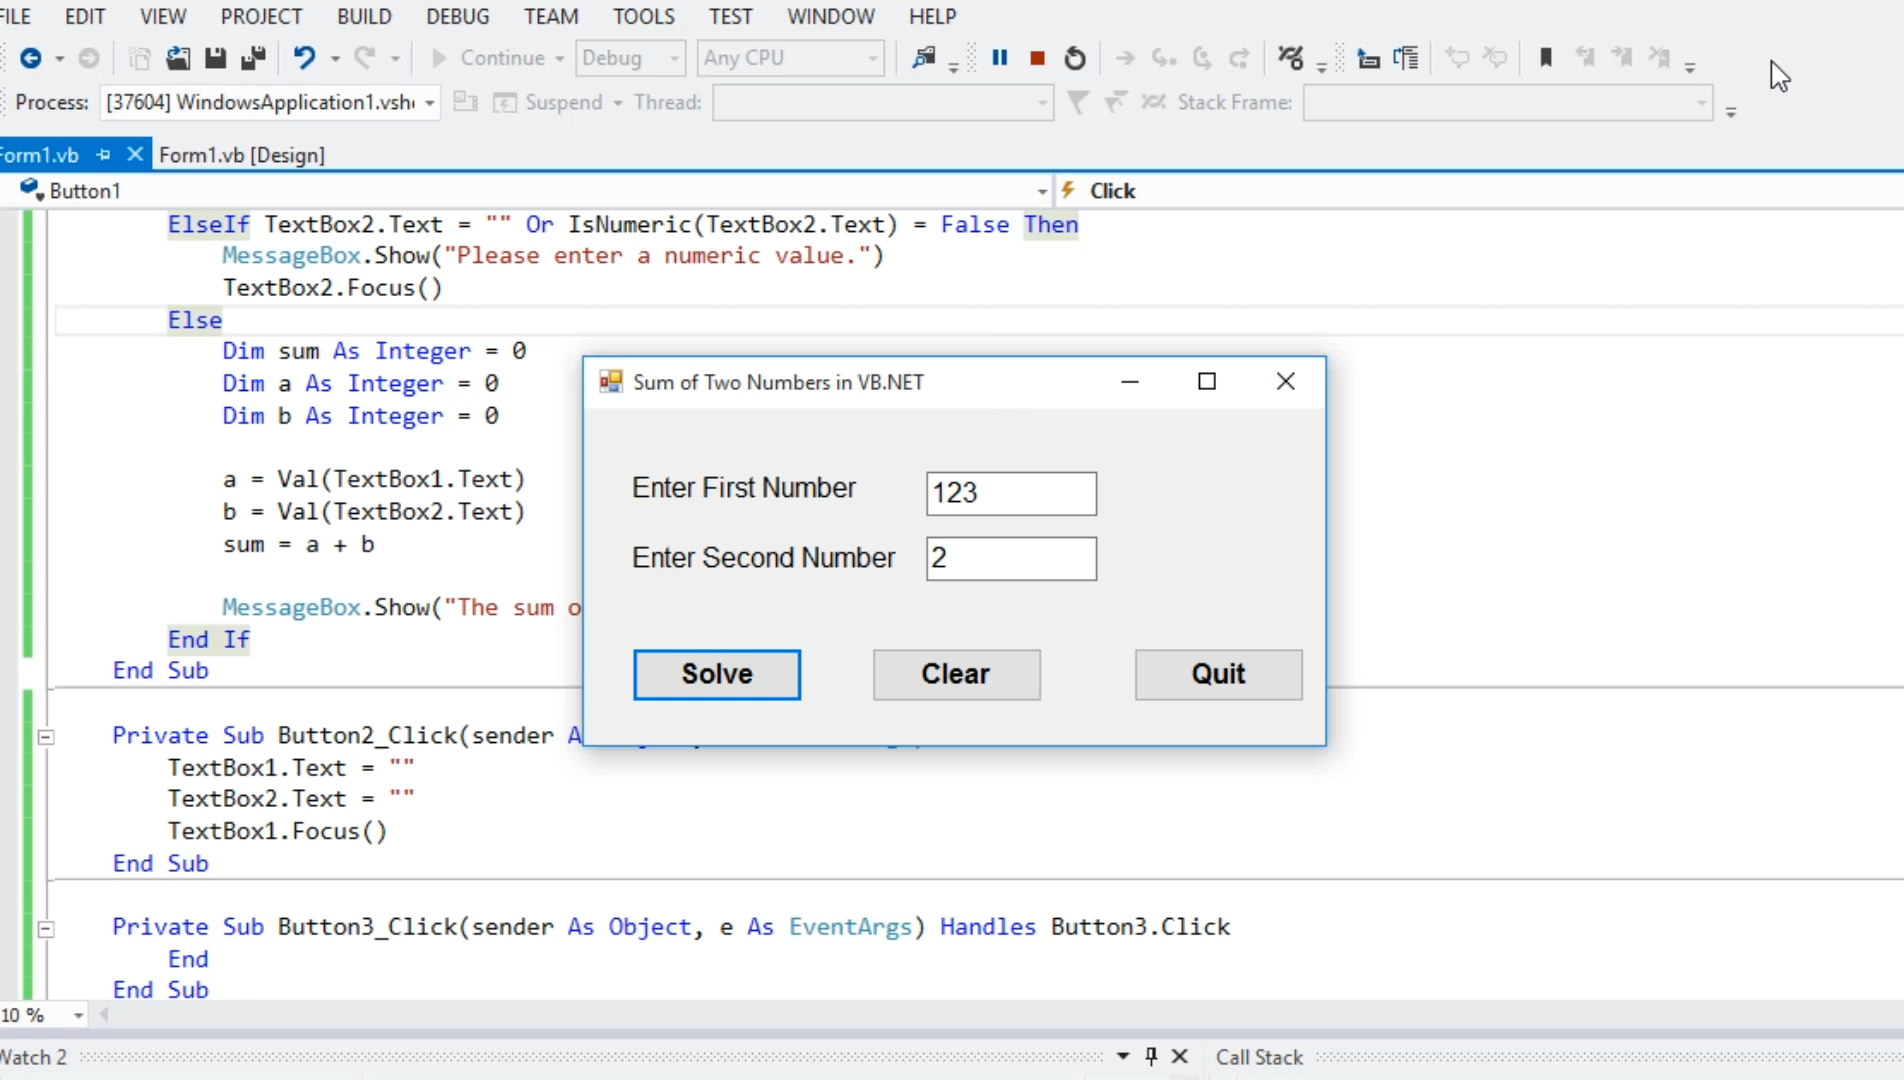 FILE EDIT VIEW PROJECT BUILD DEBUG TEAM TOOLS TEST WINDOW HELP
Continue Debug Any CPU
Process: [37604] WindowsApplication1.vsh Suspend Thread: Stack Frame:
Form1.vb Form1.vb [Design]
Button1 Click
ElseIf TextBox2.Text = "" Or IsNumeric(TextBox2.Text) = False Then
MessageBox.Show("Please enter a numeric value.")
TextBox2.Focus()
Else
Dim sum As Integer = 0
Dim a As Integer = 0
Dim b As Integer = 0
a = Val(TextBox1.Text)
b = Val(TextBox2.Text)
sum = a + b
MessageBox.Show("The sum o
End If
End Sub
Private Sub Button2_Click(sender A
TextBox1.Text = ""
TextBox2.Text = ""
TextBox1.Focus()
End Sub
Private Sub Button3_Click(sender As Object, e As EventArgs) Handles Button3.Click
End
End Sub
Sum of Two Numbers in VB.NET
Enter First Number 123
Enter Second Number 2
Solve Clear Quit
10 %
Watch 2 Call Stack